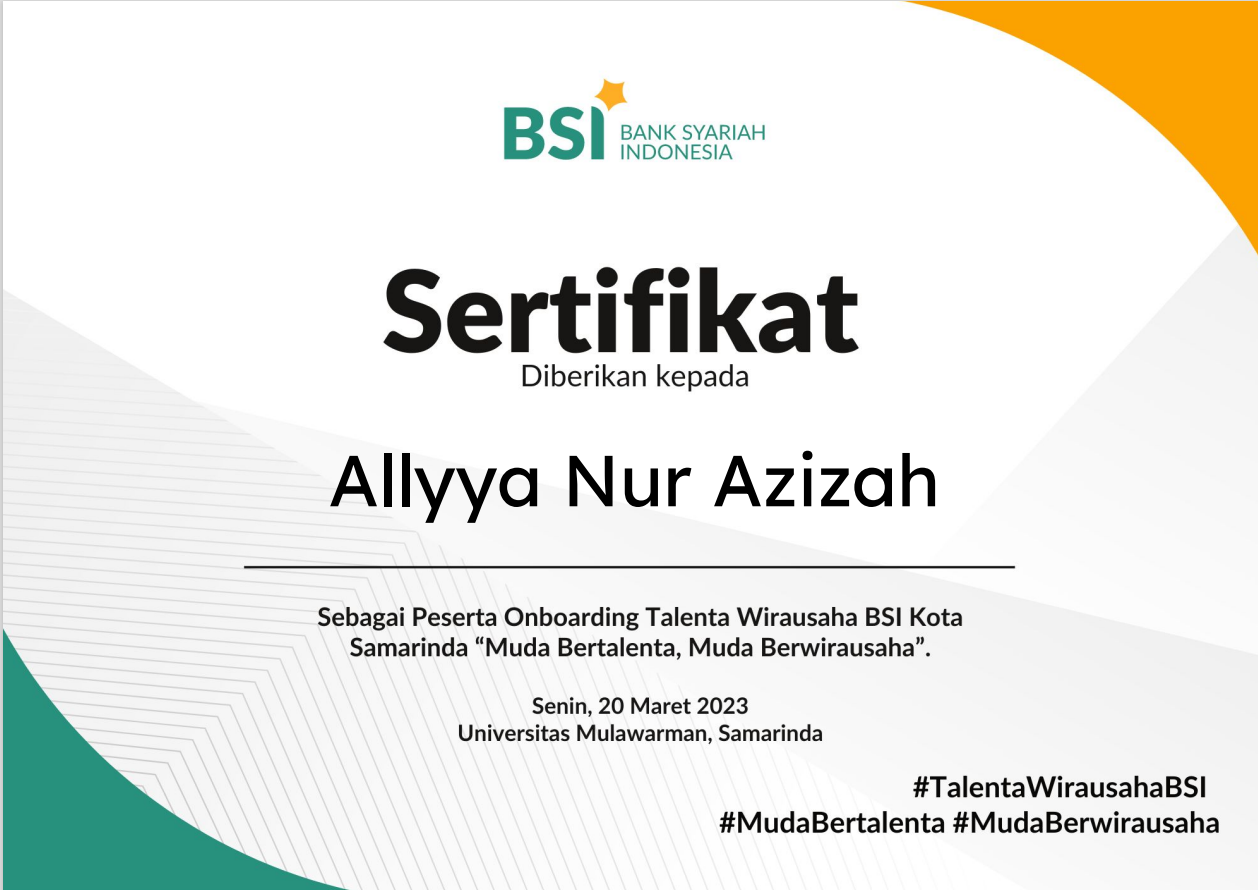 BSI BANK SYARIAH
INDONESIA
Sertifikat
Diberikan kepada
Allyya Nur Azizah
Sebagai Peserta Onboarding Talenta Wirausaha BSI Kota
Samarinda “Muda Bertalenta, Muda Berwirausaha”.
Senin, 20 Maret 2023
Universitas Mulawarman, Samarinda
#TalentaWirausahaBSI
#MudaBertalenta #MudaBerwirausaha